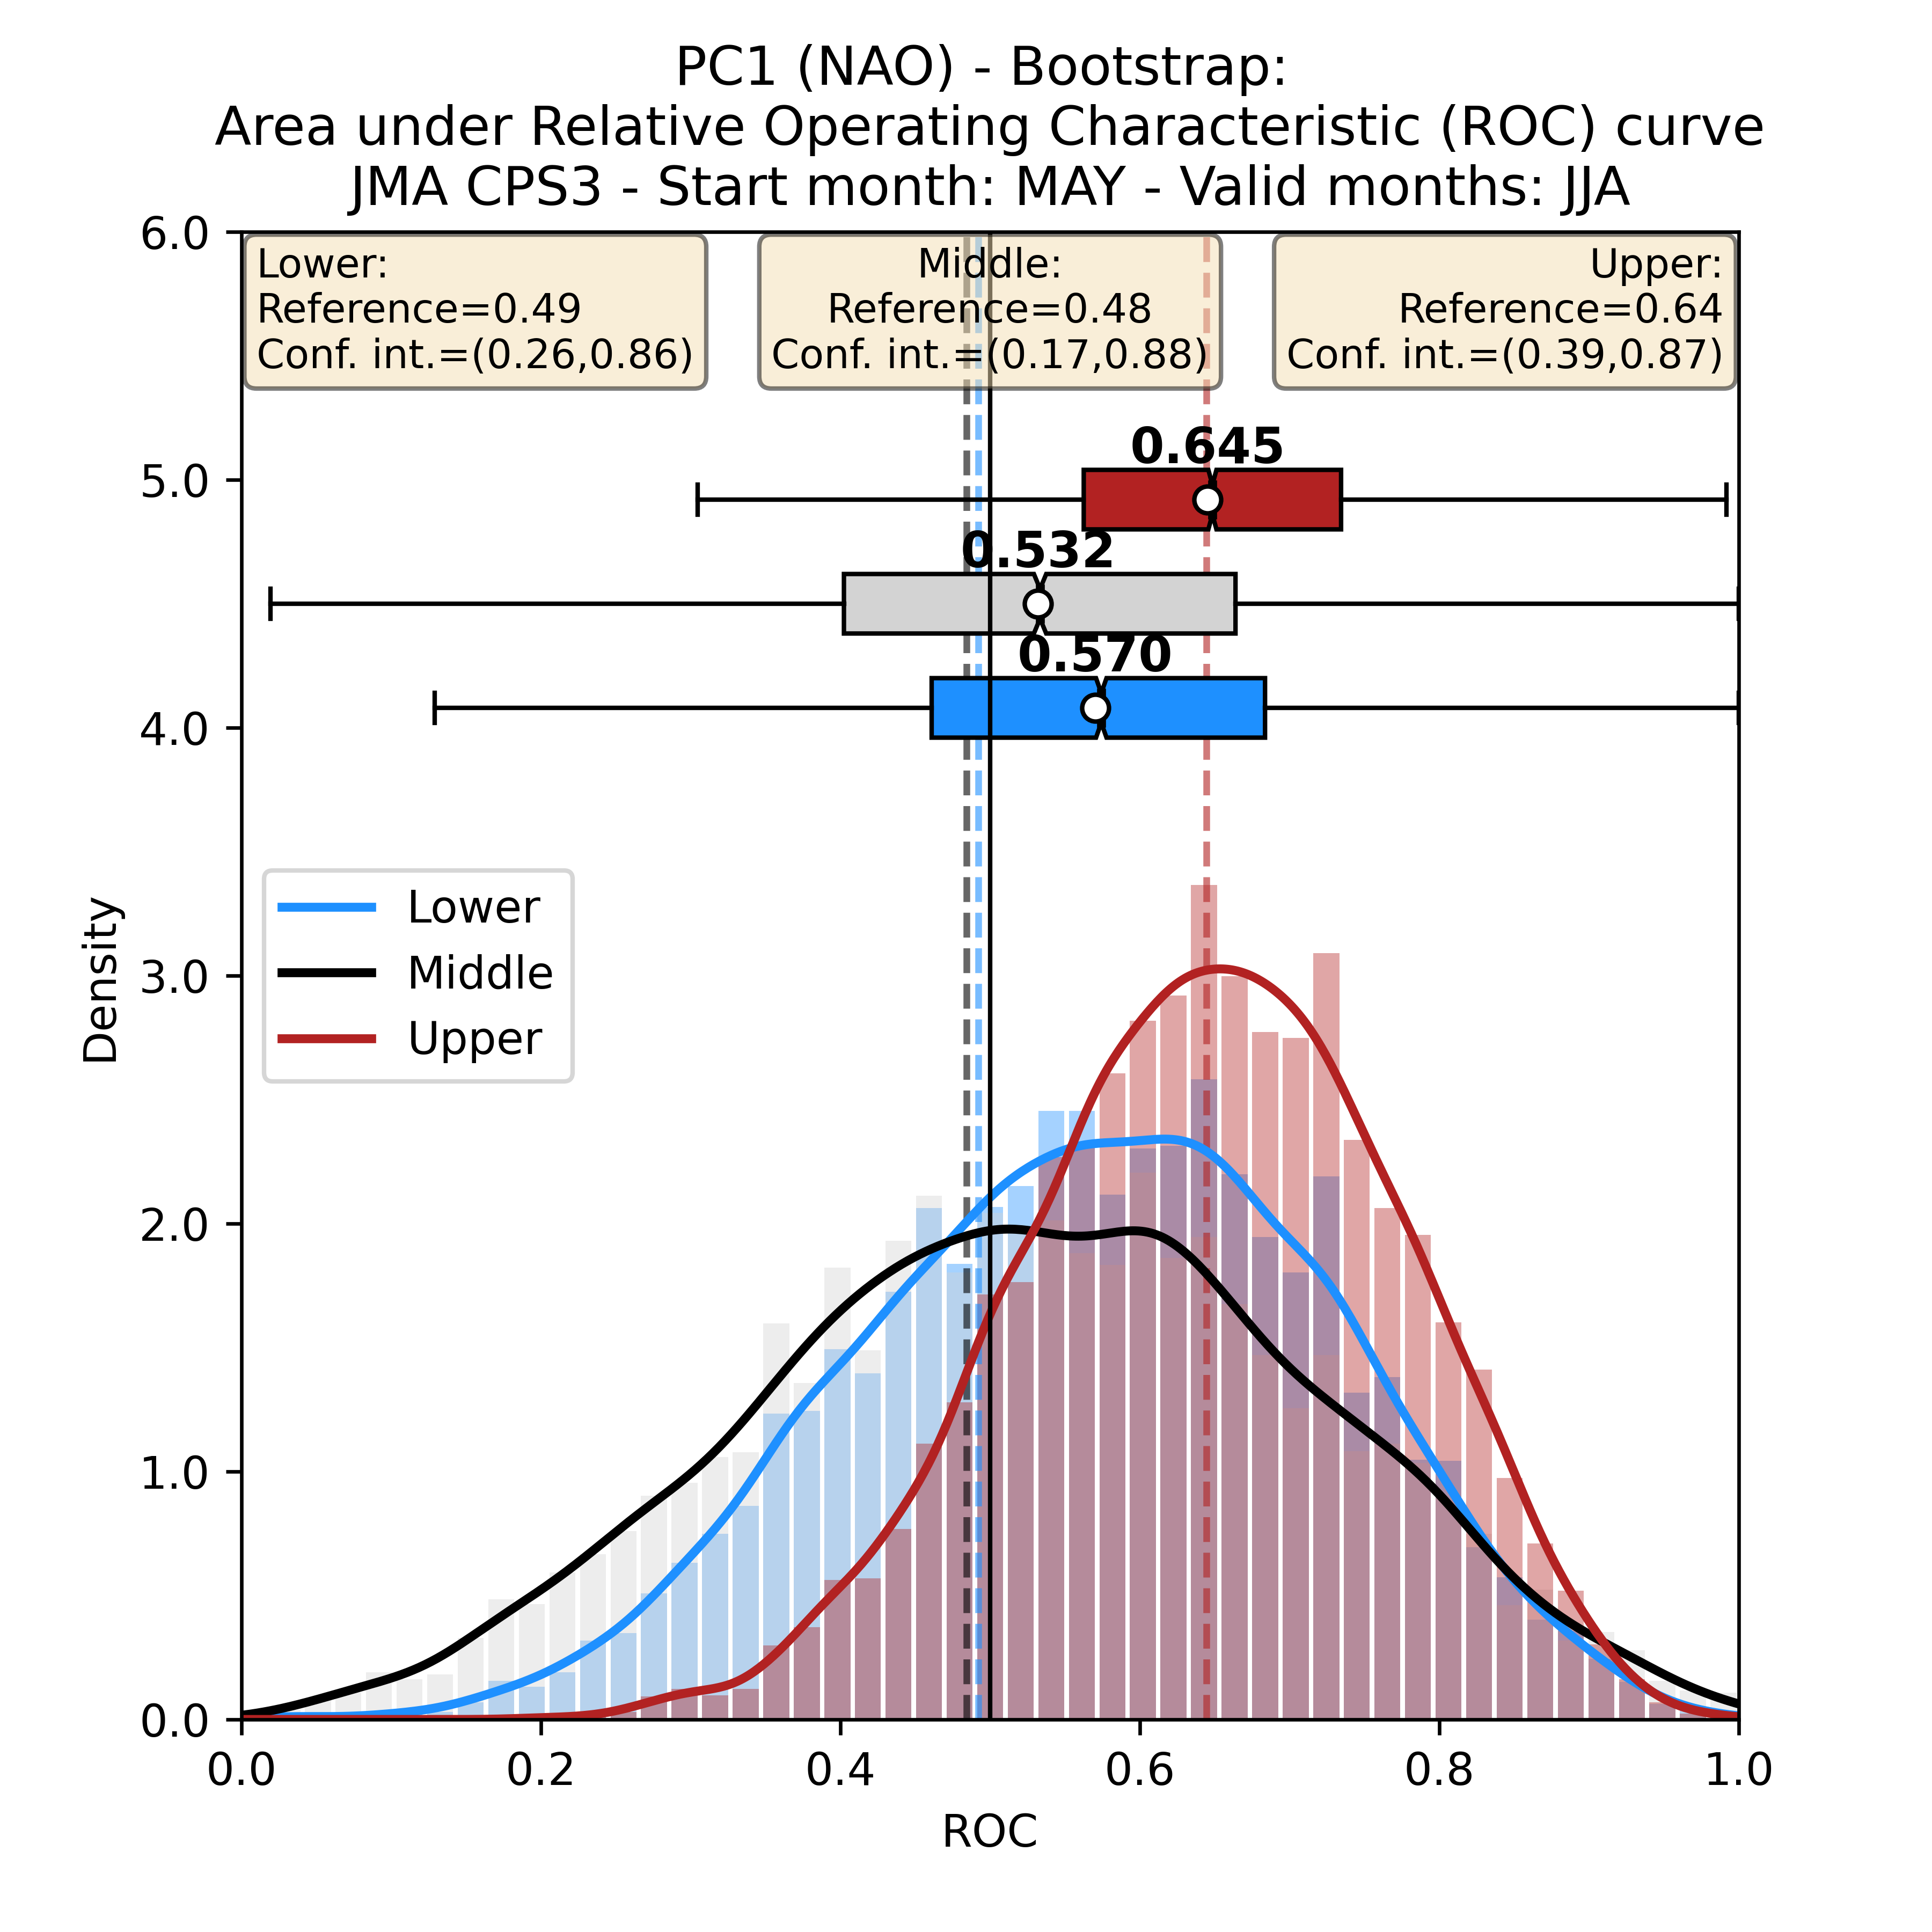 PC1 (NAO) - Bootstrap:
Area under Relative Operating Characteristic (ROC) curve
JMA CPS3 - Start month: MAY - Valid months: JJA
Lower:
Reference=0.49
Conf. int.=(0.26,0.86)
Middle:
Reference=0.48
Conf. int.=(0.17,0.88)
Upper:
Reference=0.64
Conf. int.=(0.39,0.87)
0.645
0.532
0.570
Lower
Middle
Upper
Density
6.0
5.0
4.0
3.0
2.0
1.0
0.0
0.0 0.2 0.4 0.6 0.8 1.0
ROC